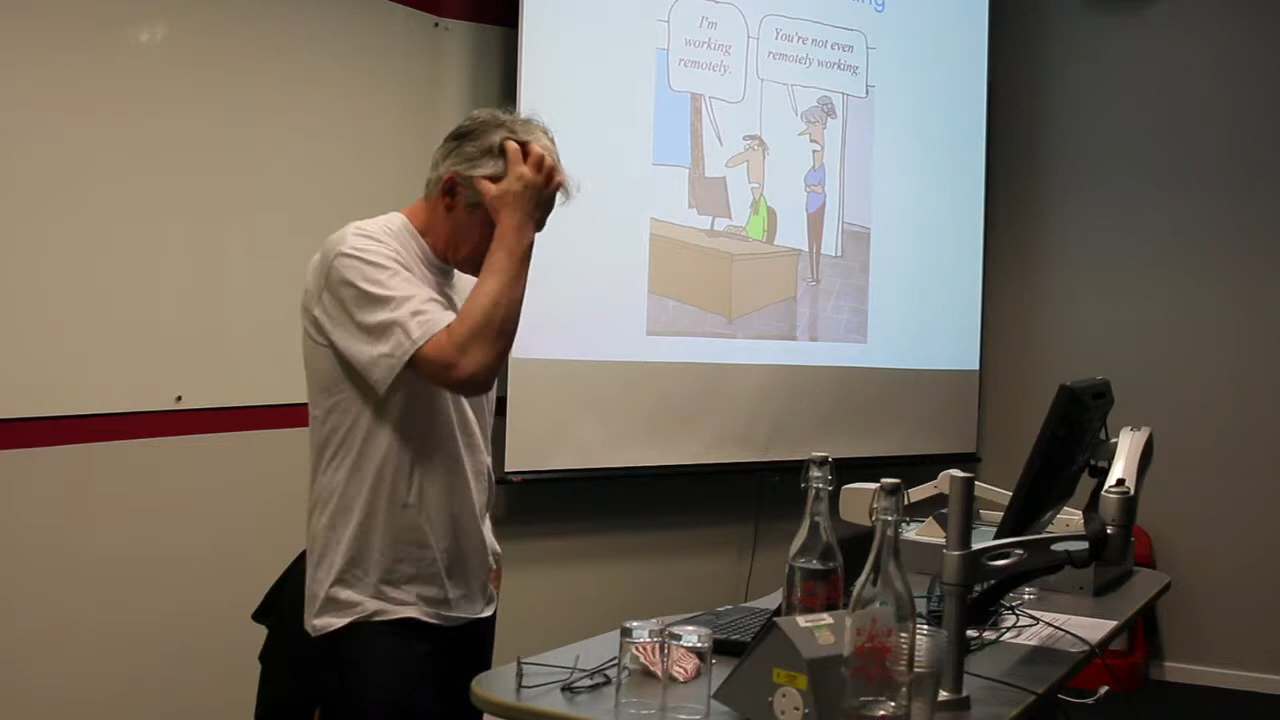 I'm
working
remotely.
You're not even
remotely working.